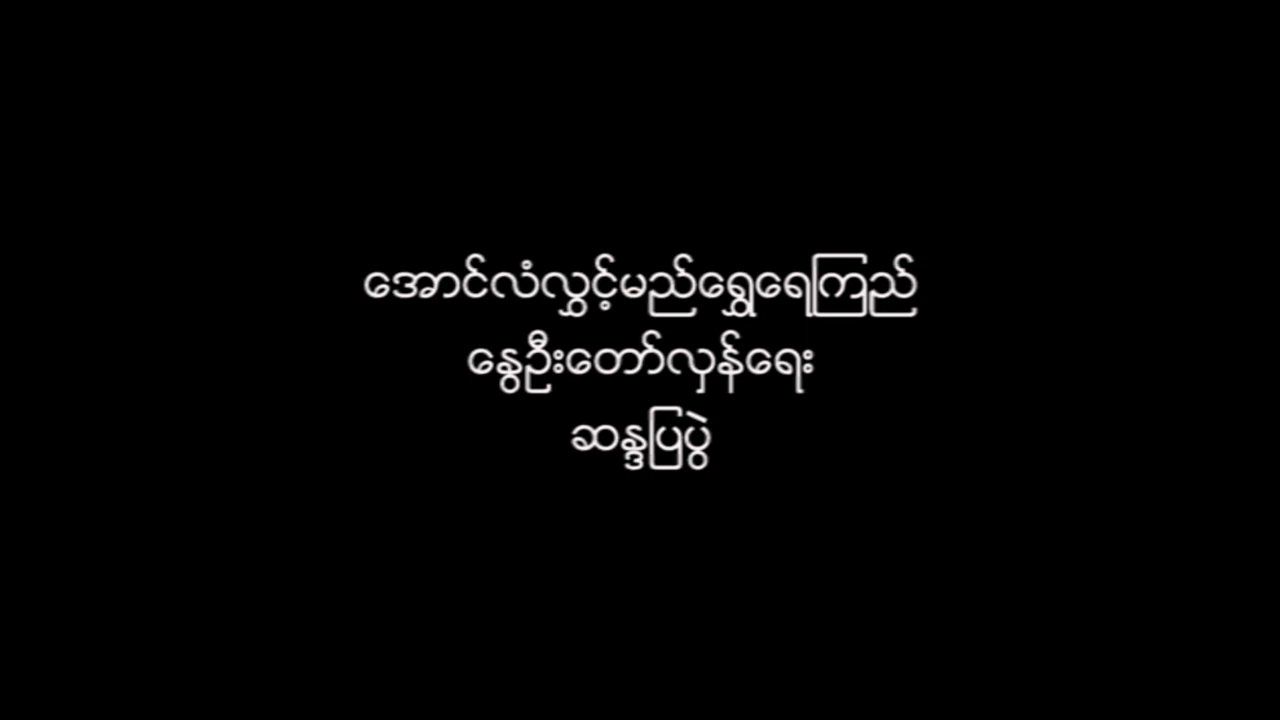 အောင်လံလွှင့်မည်ရွှေရေကြည်
နွေဦးတော်လှန်ရေး
ဆန္ဒပြပွဲ